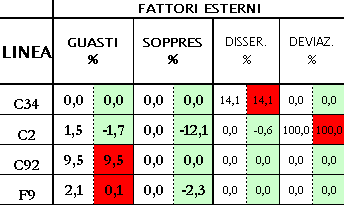 FATTORI ESTERNI
LINEA GUASTI % SOPPRES % DISSER. % DEVIAZ. %
C34 0,0 0,0 0,0 0,0 14,1 14,1 0,0 0,0
C2 1,5 -1,7 0,0 -12,1 0,0 -0,6 100,0 100,0
C92 9,5 9,5 0,0 0,0 0,0 0,0 0,0 0,0
F9 2,1 0,1 0,0 -2,3 0,0 0,0 0,0 0,0